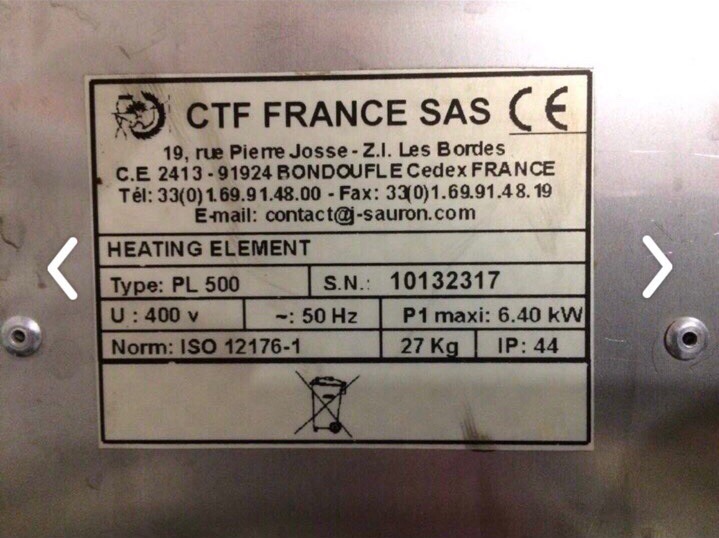 CTF FRANCE SAS CE
19, rue Pierre Josse - Z.I. Les Bordes
C.E. 2413 - 91924 BONDOUFLE Cedex FRANCE
Tél: 33(0)1.69.91.48.00 - Fax: 33(0)1.69.91.48.19
E-mail: contact@j-sauron.com
HEATING ELEMENT
Type: PL 500 S.N.: 10132317
U : 400 v ~: 50 Hz P1 maxi: 6.40 kW
Norm: ISO 12176-1 27 Kg IP: 44